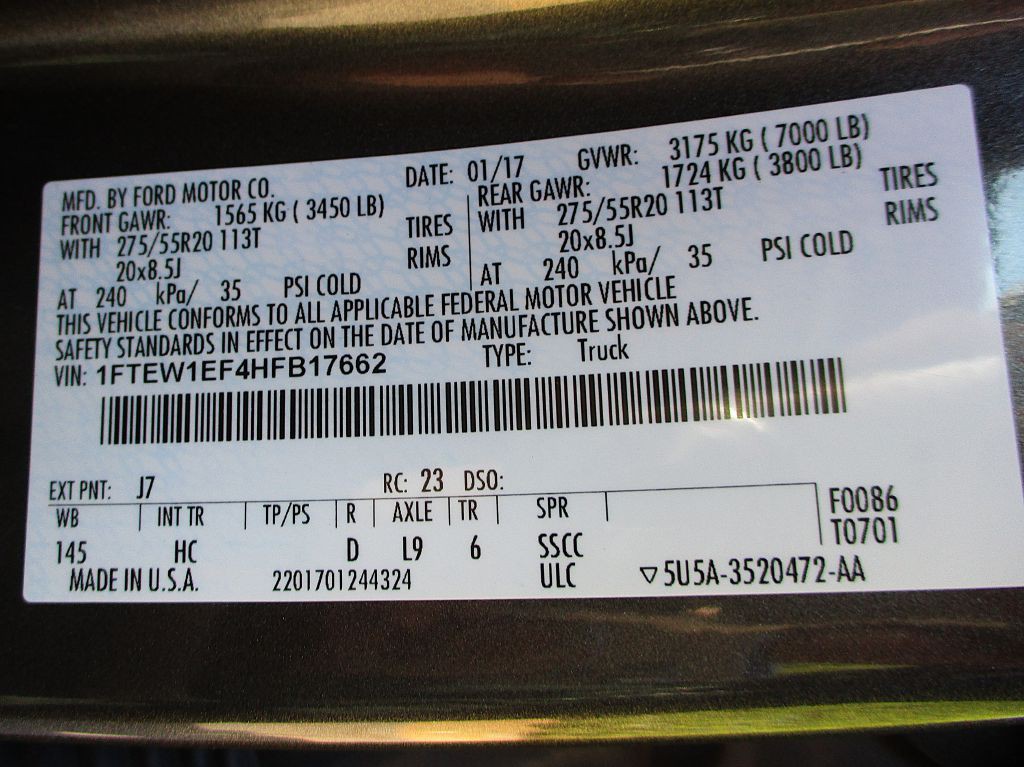 MFD. BY FORD MOTOR CO. DATE: 01/17 GVWR: 3175 KG ( 7000 LB)
FRONT GAWR: 1565 KG ( 3450 LB) REAR GAWR: 1724 KG ( 3800 LB)
WITH 275/55R20 113T TIRES WITH 275/55R20 113T TIRES
20x8.5J RIMS 20x8.5J RIMS
AT 240 kPa/ 35 PSI COLD AT 240 kPa/ 35 PSI COLD
THIS VEHICLE CONFORMS TO ALL APPLICABLE FEDERAL MOTOR VEHICLE
SAFETY STANDARDS IN EFFECT ON THE DATE OF MANUFACTURE SHOWN ABOVE.
VIN: 1FTEW1EF4HFB17662 TYPE: Truck
EXT PNT: J7 RC: 23 DSO:
WB INT TR TP/PS R AXLE TR SPR F0086
T0701
145 HC D L9 6 SSCC
MADE IN U.S.A. 2201701244324 ULC ▽5U5A-3520472-AA